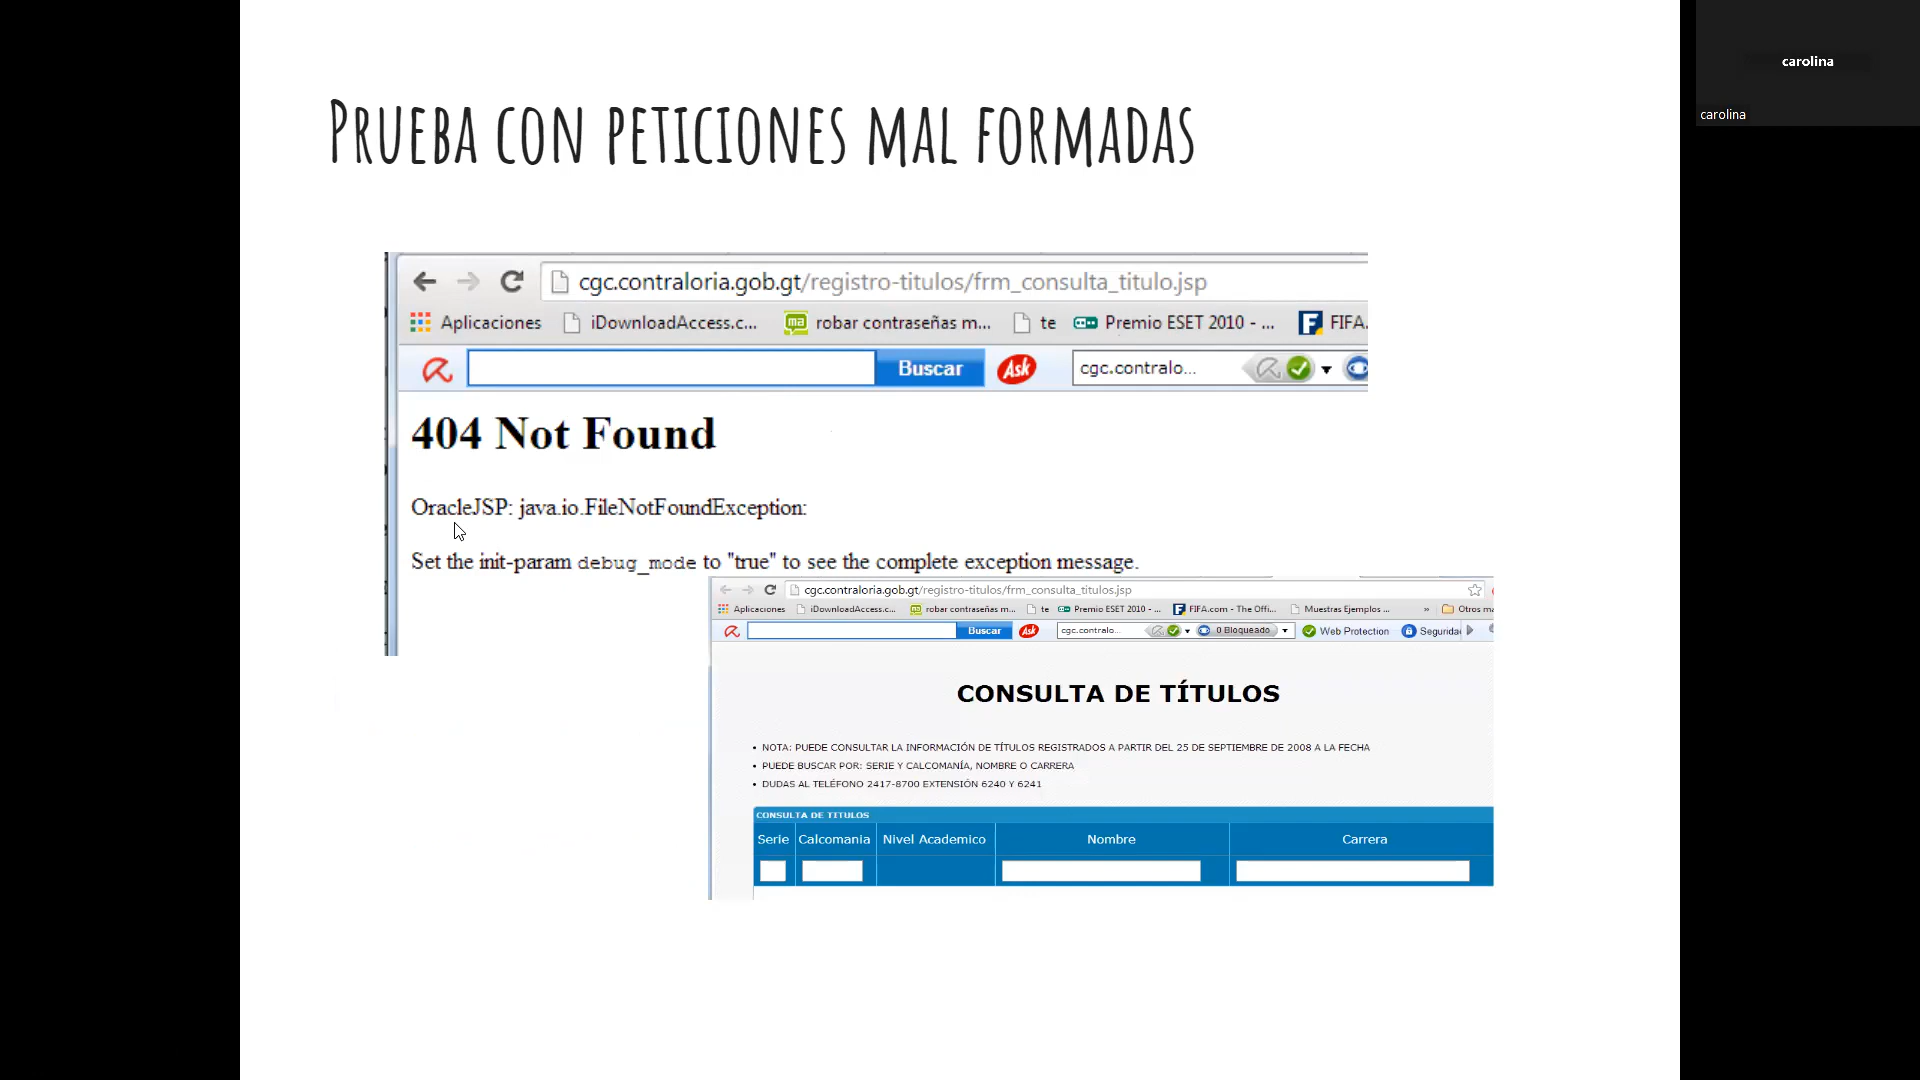 PRUEBA CON PETICIONES MAL FORMADAS
carolina
carolina
cgc.contraloria.gob.gt/registro-titulos/frm_consulta_titulo.jsp
Aplicaciones iDownloadAccess.c... robar contraseñas m... te Premio ESET 2010 - ... FIFA.
Buscar Ask cgc.contralo...
404 Not Found
OracleJSP: java.io.FileNotFoundException:
Set the init-param debug_mode to "true" to see the complete exception message.
cgc.contraloria.gob.gt/registro-titulos/frm_consulta_titulos.jsp
Aplicaciones iDownloadAccess.c... robar contraseñas m... te Premio ESET 2010 - ... FIFA.com - The Offi... Muestras Ejemplos ... » Otros ma
Buscar Ask cgc.contralo... 0 Bloqueado Web Protection Segurida
CONSULTA DE TÍTULOS
• NOTA: PUEDE CONSULTAR LA INFORMACIÓN DE TÍTULOS REGISTRADOS A PARTIR DEL 25 DE SEPTIEMBRE DE 2008 A LA FECHA
• PUEDE BUSCAR POR: SERIE Y CALCOMANÍA, NOMBRE O CARRERA
• DUDAS AL TELÉFONO 2417-8700 EXTENSIÓN 6240 Y 6241
CONSULTA DE TITULOS
Serie Calcomania Nivel Academico Nombre Carrera